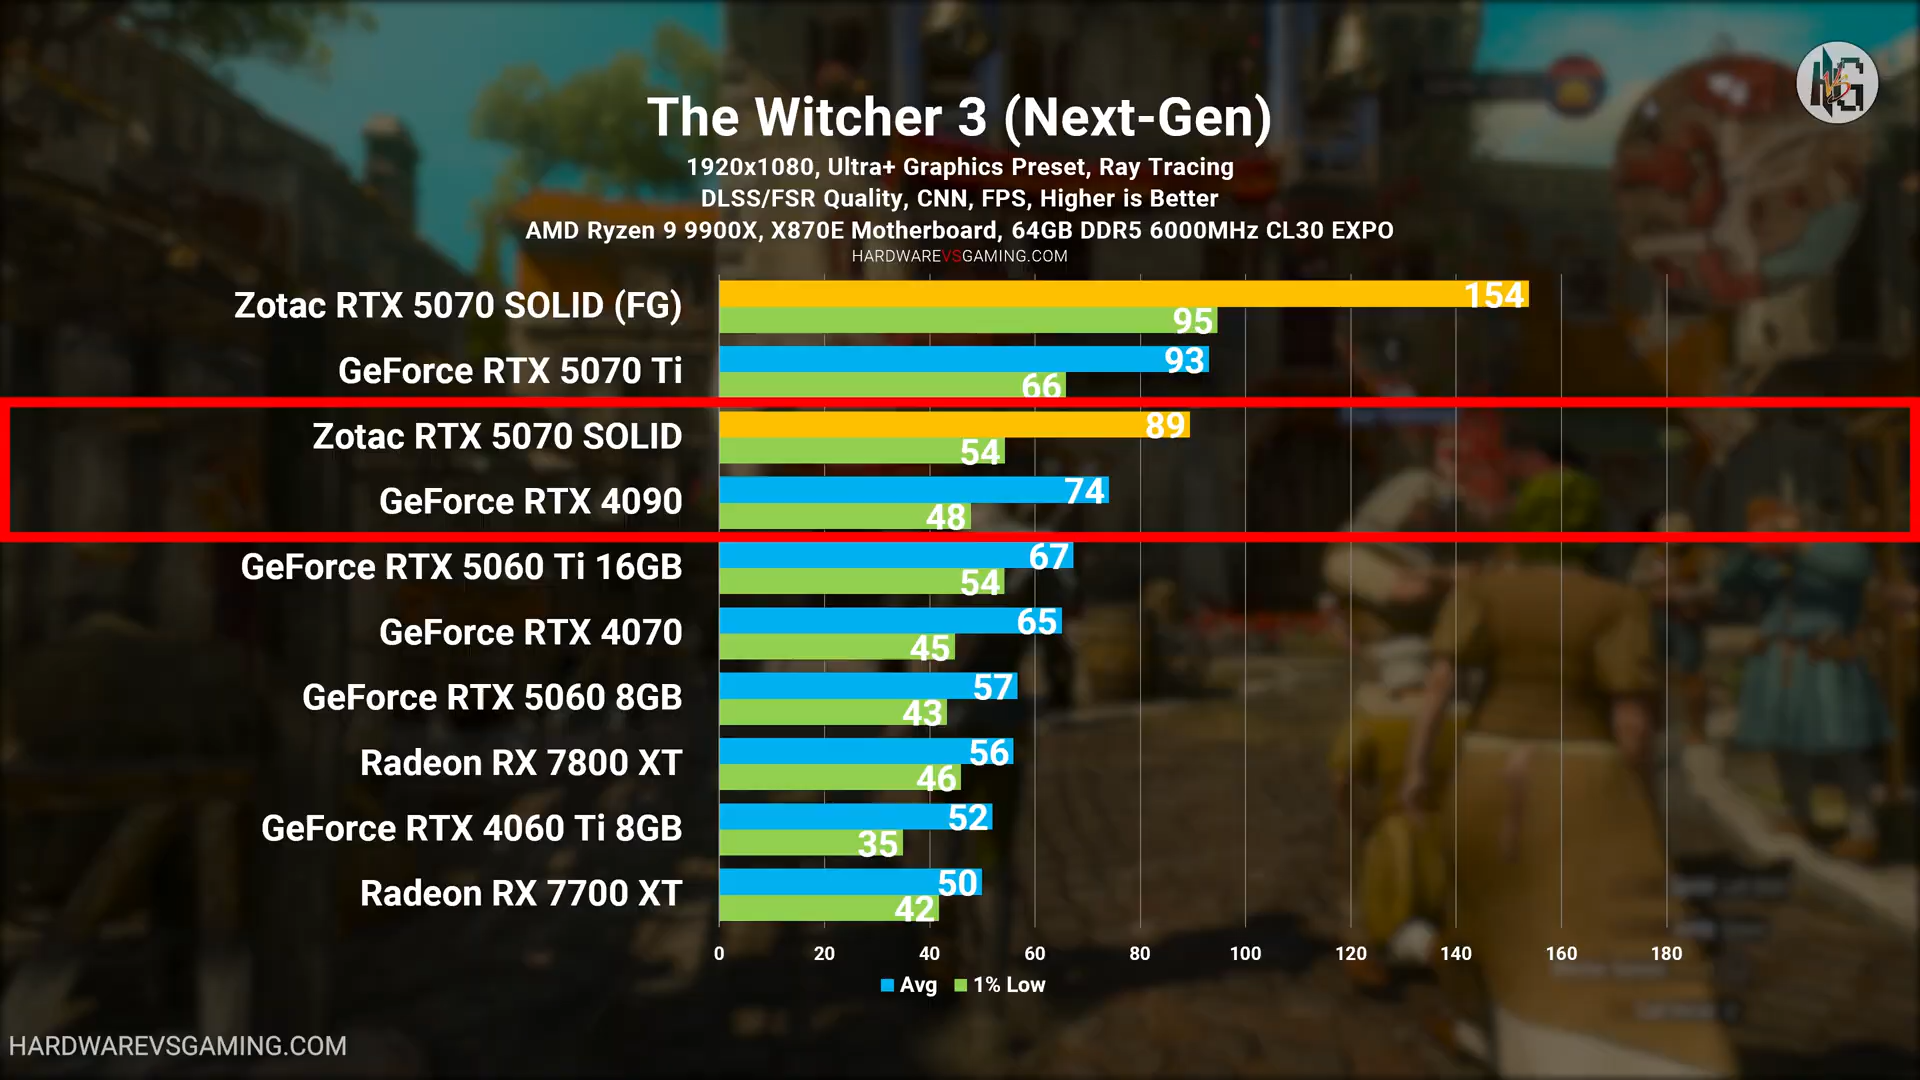 The Witcher 3 (Next-Gen)
1920x1080, Ultra+ Graphics Preset, Ray Tracing
DLSS/FSR Quality, CNN, FPS, Higher is Better
AMD Ryzen 9 9900X, X870E Motherboard, 64GB DDR5 6000MHz CL30 EXPO
HARDWAREVSGAMING.COM
Zotac RTX 5070 SOLID (FG) 154
95
GeForce RTX 5070 Ti 93
66
Zotac RTX 5070 SOLID 89
54
GeForce RTX 4090 74
48
GeForce RTX 5060 Ti 16GB 67
54
GeForce RTX 4070 65
45
GeForce RTX 5060 8GB 57
43
Radeon RX 7800 XT 56
46
GeForce RTX 4060 Ti 8GB 52
35
Radeon RX 7700 XT 50
42
0 20 40 60 80 100 120 140 160 180
Avg 1% Low
HARDWAREVSGAMING.COM